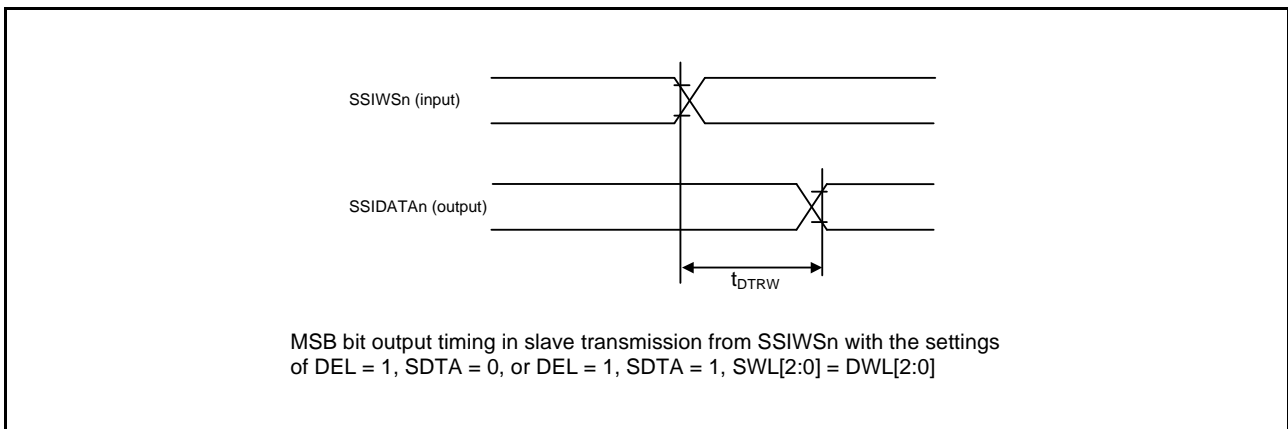 SSIWSn (input)
SSIDATAn (output)
tDTRW
MSB bit output timing in slave transmission from SSIWSn with the settings
of DEL = 1, SDTA = 0, or DEL = 1, SDTA = 1, SWL[2:0] = DWL[2:0]